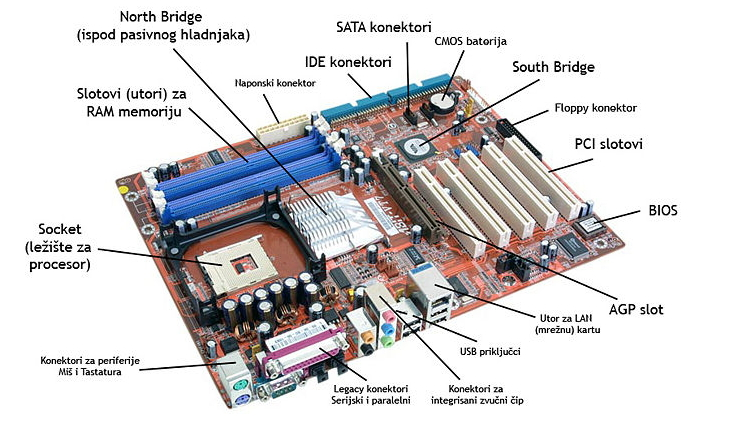 North Bridge
(ispod pasivnog hladnjaka)
SATA konektori
CMOS baterija
IDE konektori
South Bridge
Naponski konektor
Slotovi (utori) za
RAM memoriju
Floppy konektor
PCI slotovi
BIOS
Socket
(ležište za
procesor)
AGP slot
Utor za LAN
(mrežnu) kartu
USB priključci
Konektori za periferije
Miš i Tastatura
Legacy konektori
Serijski i paralelni
Konektori za
integrisani zvučni čip